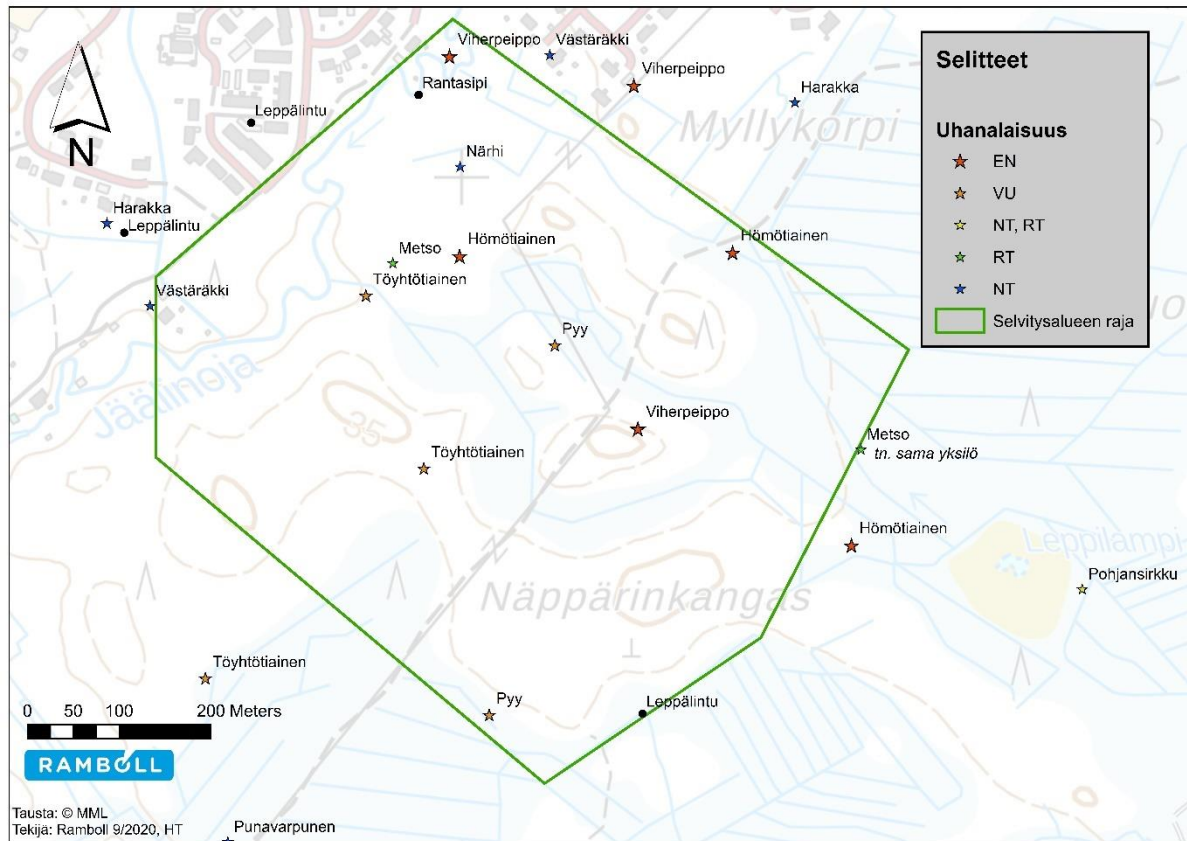 Viherpeippo
Västäräkki
Viherpeippo
Rantasipi
Harakka
Leppälintu
Myllykorpi
N
Närhi
Harakka
Leppälintu
Hömötiainen
Hömötiainen
Metso
Töyhtötiainen
Västäräkki
Pyy
Jäälinoja
35
Viherpeippo
Metso
tn. sama yksilö
Töyhtötiainen
Hömötiainen
Leppilampi
Pohjansirkku
Näppärinkangas
Töyhtötiainen
Pyy
Leppälintu
0 50 100 200 Meters
RAMBOLL
Tausta: © MML
Tekijä: Ramboll 9/2020, HT
Punavarpunen
Selitteet
Uhanalaisuus
EN
VU
NT, RT
RT
NT
Selvitysalueen raja